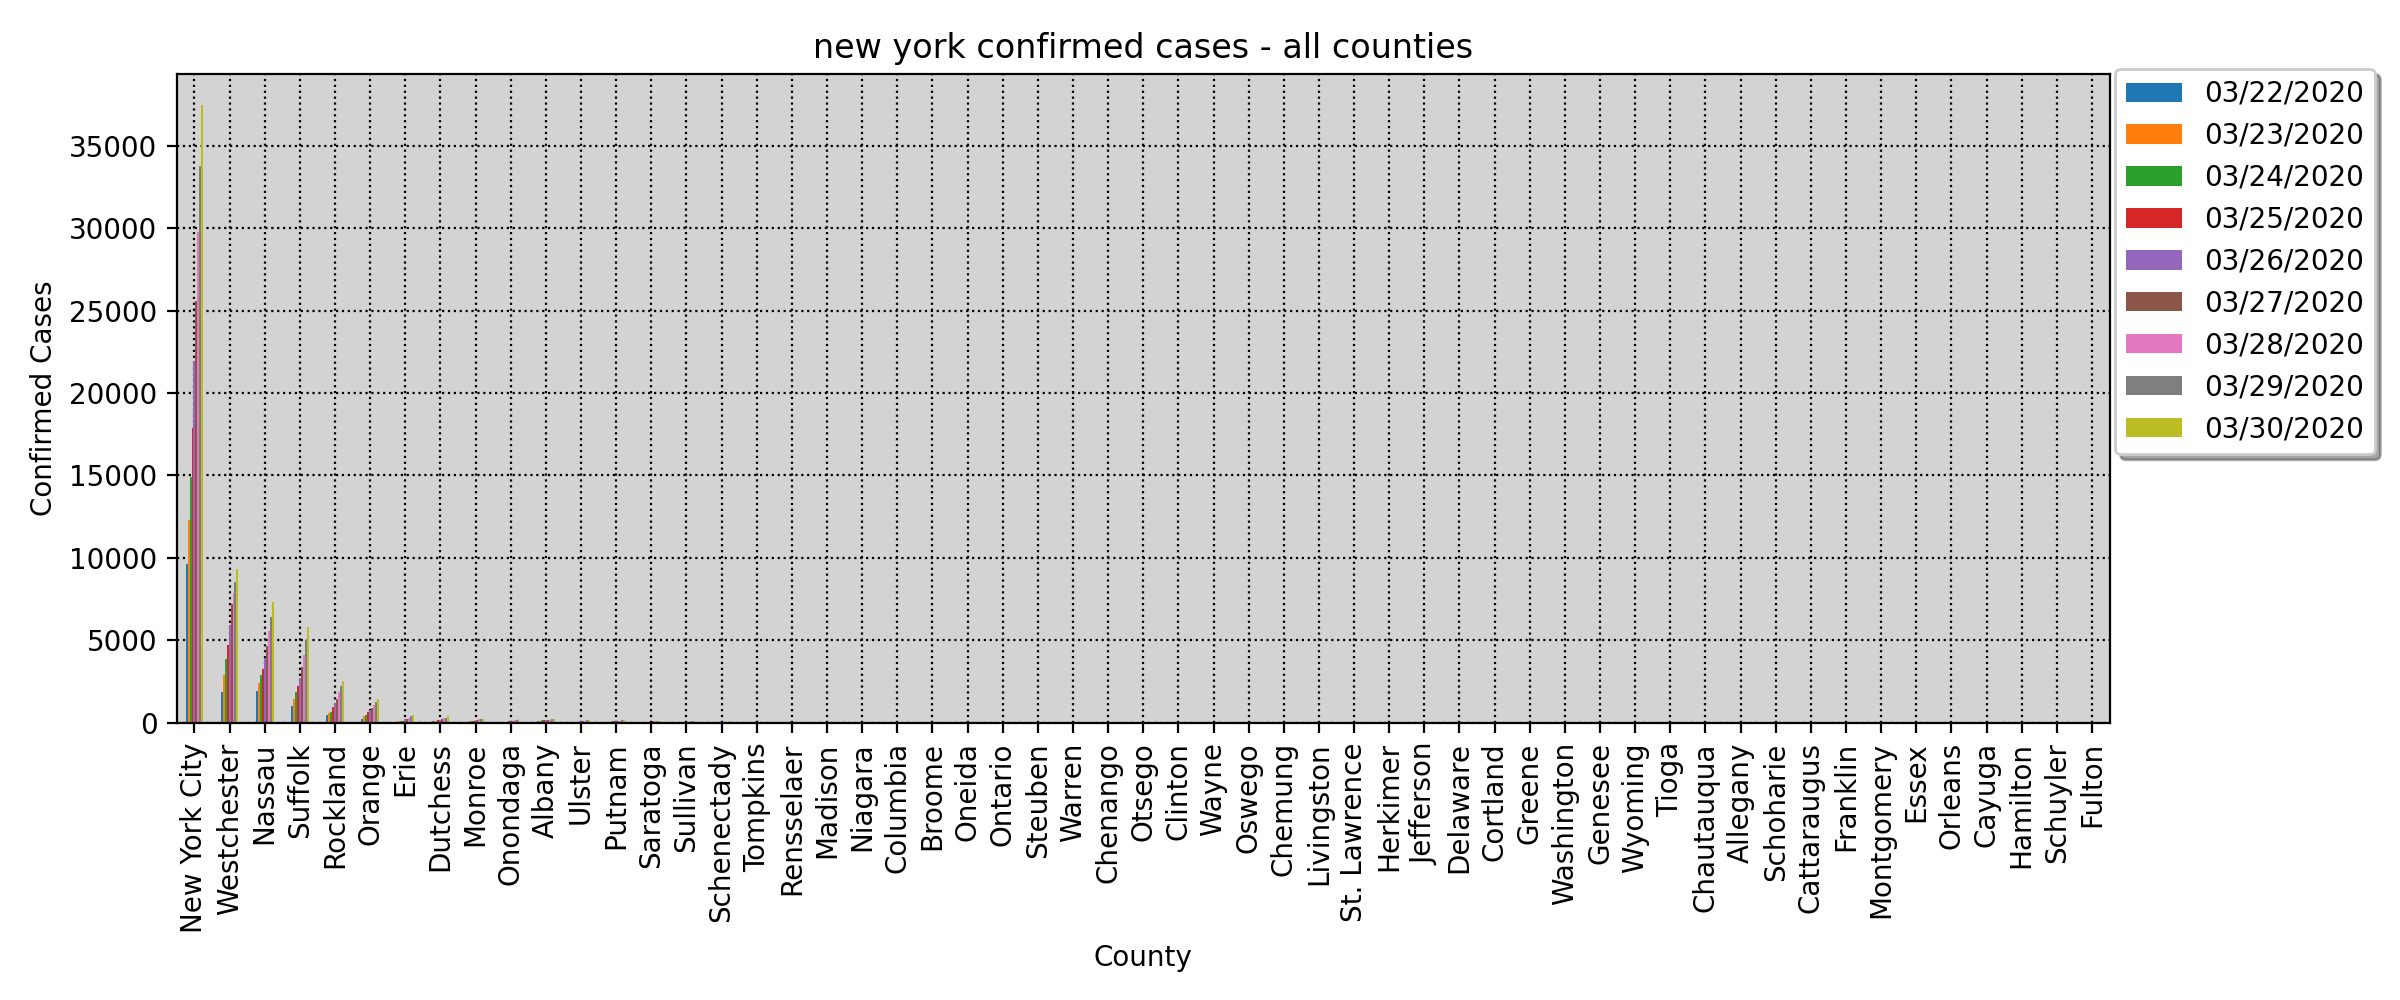 new york confirmed cases - all counties
Confirmed Cases
35000
30000
25000
20000
15000
10000
5000
0
New York City
Westchester
Nassau
Suffolk
Rockland
Orange
Erie
Dutchess
Monroe
Onondaga
Albany
Ulster
Putnam
Saratoga
Sullivan
Schenectady
Tompkins
Rensselaer
Madison
Niagara
Columbia
Broome
Oneida
Ontario
Steuben
Warren
Chenango
Otsego
Clinton
Wayne
Oswego
Chemung
Livingston
St. Lawrence
Herkimer
Jefferson
Delaware
Cortland
Greene
Washington
Genesee
Wyoming
Tioga
Chautauqua
Allegany
Schoharie
Cattaraugus
Franklin
Montgomery
Essex
Orleans
Cayuga
Hamilton
Schuyler
Fulton
County
03/22/2020
03/23/2020
03/24/2020
03/25/2020
03/26/2020
03/27/2020
03/28/2020
03/29/2020
03/30/2020